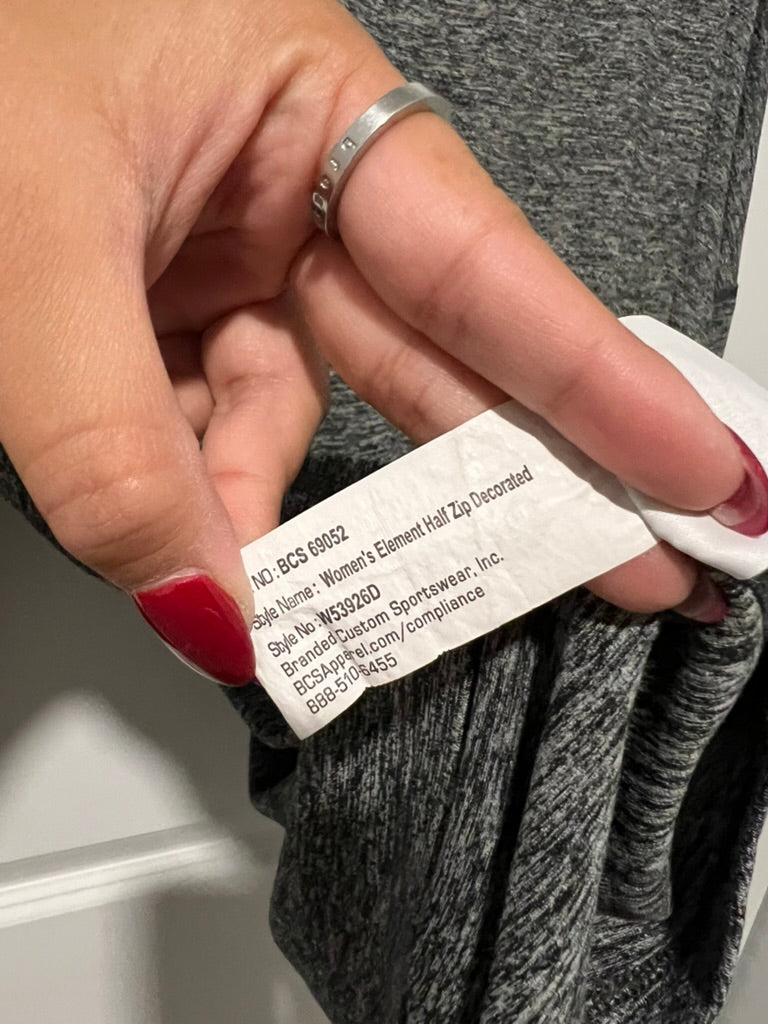 NO: BCS 69052
Style Name: Women's Element Half Zip Decorated
Style No: W53926D
Branded Custom Sportswear, Inc.
BCSApparel.com/compliance
888-510-6455